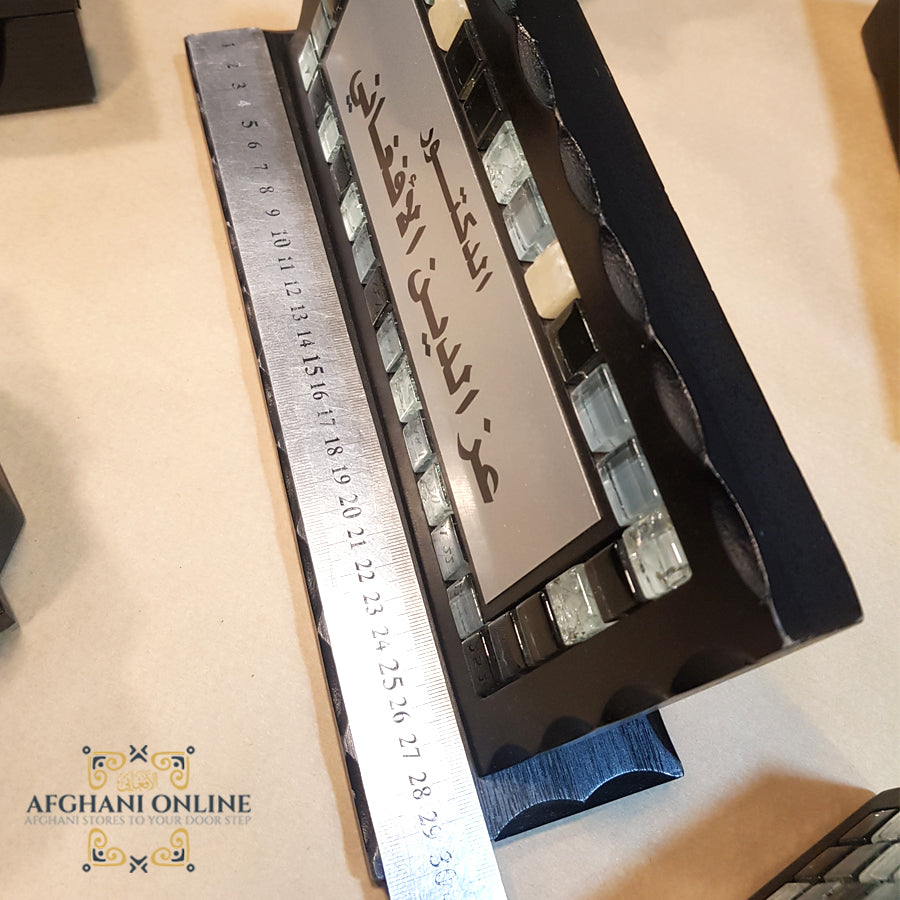 الدكتور
عز الدين
1 2 3 4 5 6 7 8 9 10 11 12 13 14 15 16 17 18 19 20 21 22 23 24 25 26 27 28 29 30
الأفغاني
AFGHANI ONLINE
AFGHANI STORES TO YOUR DOOR STEP